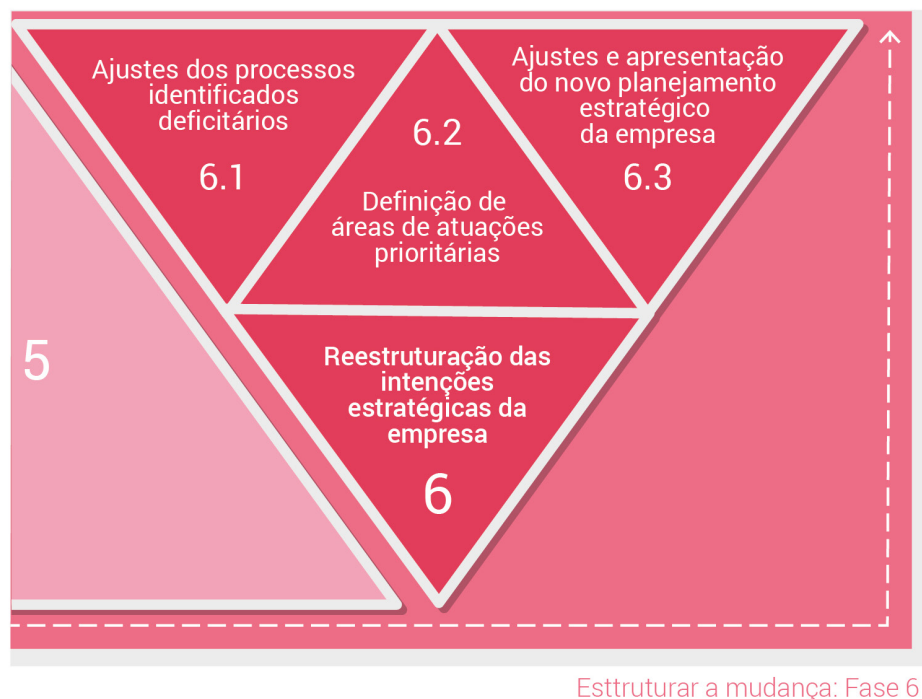 Ajustes dos processos
identificados
deficitários
6.1
6.2
Definição de
áreas de atuações
prioritárias
Ajustes e apresentação
do novo planejamento
estratégico
da empresa
6.3
5
Reestruturação das
intenções
estratégicas da
empresa
6
Esttruturar a mudança: Fase 6